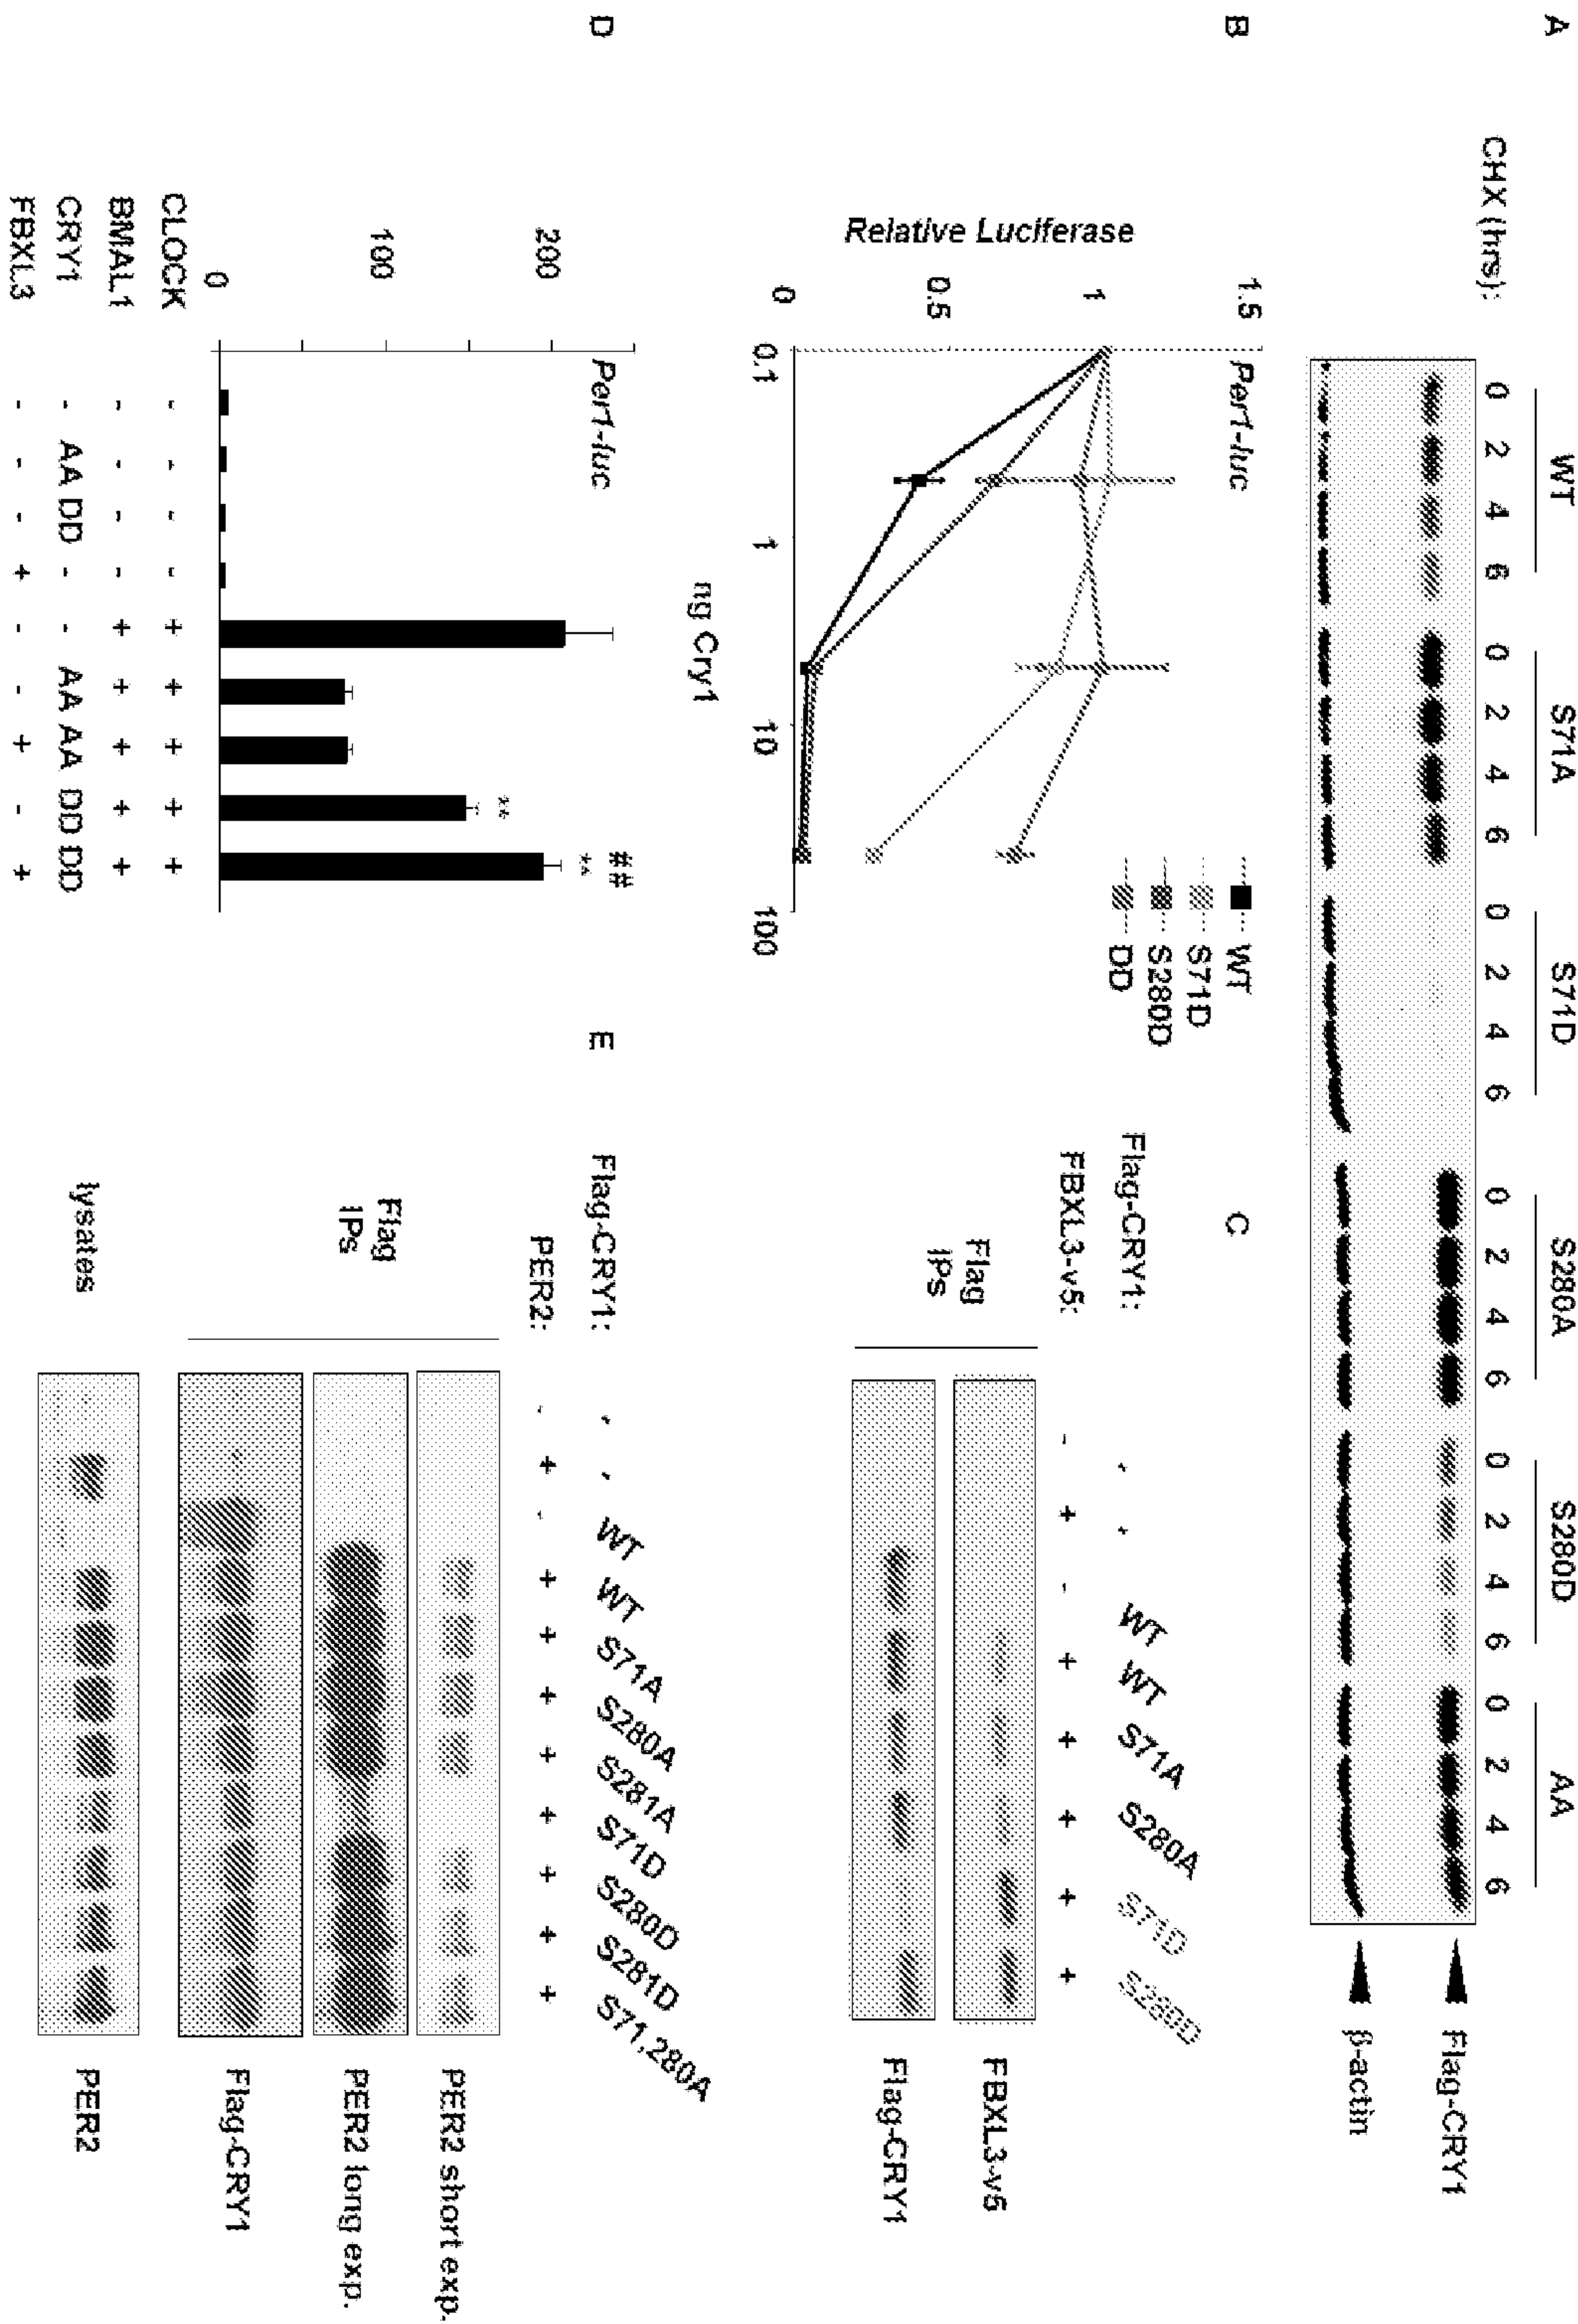 A
WT S71A S71D S280A S280D AA
CHX (hrs): 0 2 4 6 0 2 4 6 0 2 4 6 0 2 4 6 0 2 4 6 0 2 4 6
Flag-CRY1
β-actin
B
Per1-luc
Relative Luciferase
1.5
1
0.5
0
0.1 1 10 100
ng Cry1
WT
S71D
S280D
DD
C
Flag-CRY1: - - WT WT S71A S280A S71D S280D
FBXL3-v5: - + - + + + + +
Flag
IPs
FBXL3-v5
Flag-CRY1
D
Per1-luc
200
100
0
** **
##
CLOCK - - - - + + + + +
BMAL1 - - - - + + + + +
CRY1 - AA DD - - AA AA DD DD
FBXL3 - - - + - - + - +
E
Flag-CRY1: - - WT WT S71A S280A S281A S71D S280D S281D S71,280A
PER2: - + - + + + + + + + +
Flag
IPs
PER2 short exp.
PER2 long exp.
Flag-CRY1
lysates
PER2